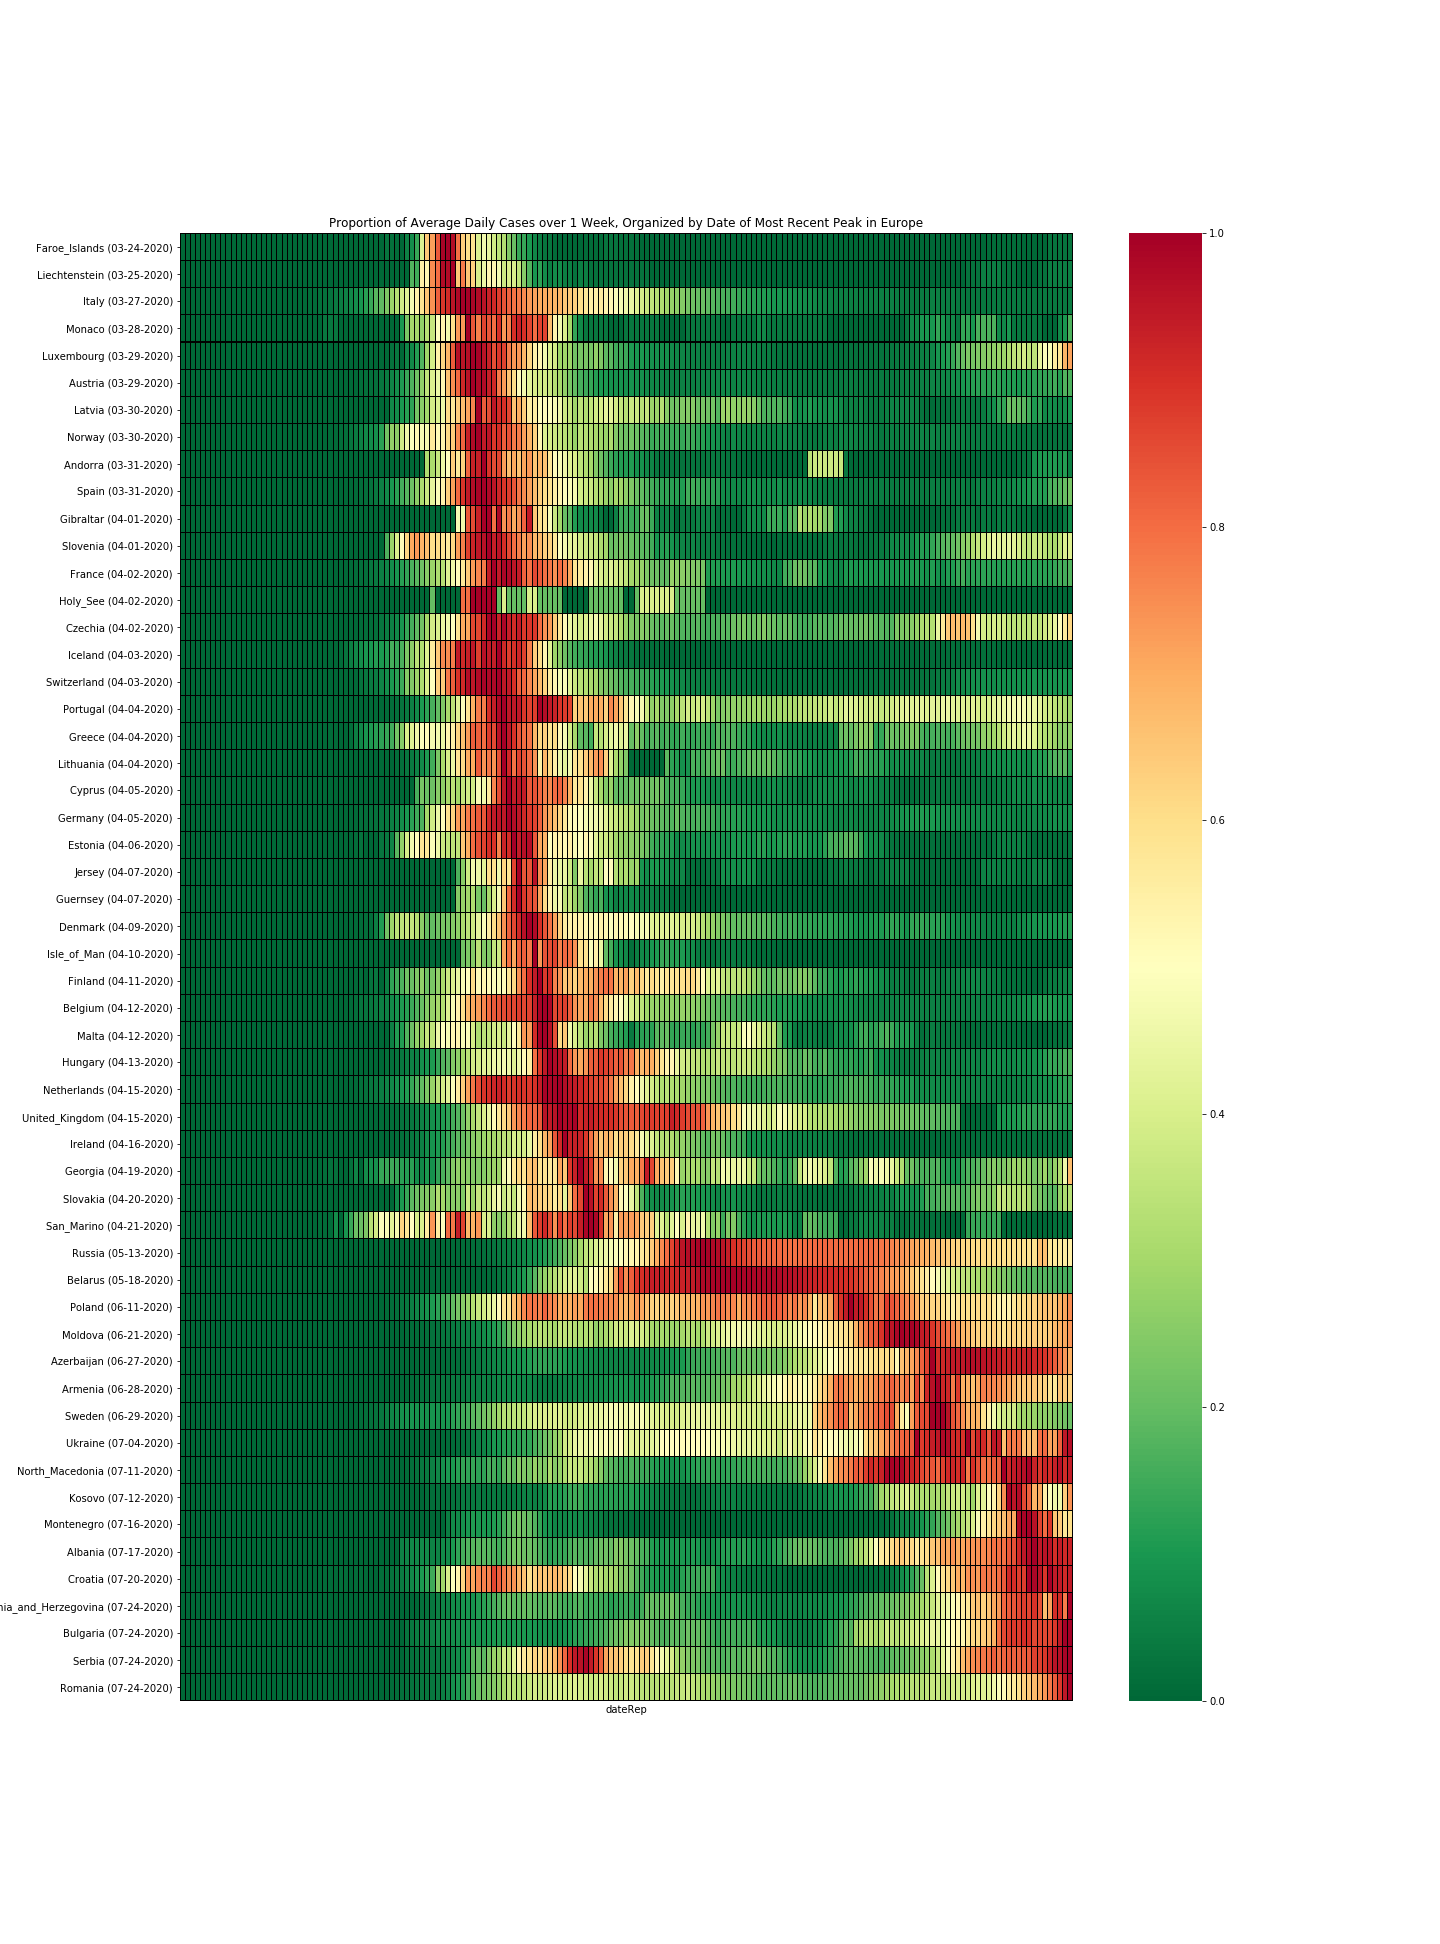 Proportion of Average Daily Cases over 1 Week, Organized by Date of Most Recent Peak in Europe
Faroe_Islands (03-24-2020)
Liechtenstein (03-25-2020)
Italy (03-27-2020)
Monaco (03-28-2020)
Luxembourg (03-29-2020)
Austria (03-29-2020)
Latvia (03-30-2020)
Norway (03-30-2020)
Andorra (03-31-2020)
Spain (03-31-2020)
Gibraltar (04-01-2020)
Slovenia (04-01-2020)
France (04-02-2020)
Holy_See (04-02-2020)
Czechia (04-02-2020)
Iceland (04-03-2020)
Switzerland (04-03-2020)
Portugal (04-04-2020)
Greece (04-04-2020)
Lithuania (04-04-2020)
Cyprus (04-05-2020)
Germany (04-05-2020)
Estonia (04-06-2020)
Jersey (04-07-2020)
Guernsey (04-07-2020)
Denmark (04-09-2020)
Isle_of_Man (04-10-2020)
Finland (04-11-2020)
Belgium (04-12-2020)
Malta (04-12-2020)
Hungary (04-13-2020)
Netherlands (04-15-2020)
United_Kingdom (04-15-2020)
Ireland (04-16-2020)
Georgia (04-19-2020)
Slovakia (04-20-2020)
San_Marino (04-21-2020)
Russia (05-13-2020)
Belarus (05-18-2020)
Poland (06-11-2020)
Moldova (06-21-2020)
Azerbaijan (06-27-2020)
Armenia (06-28-2020)
Sweden (06-29-2020)
Ukraine (07-04-2020)
North_Macedonia (07-11-2020)
Kosovo (07-12-2020)
Montenegro (07-16-2020)
Albania (07-17-2020)
Croatia (07-20-2020)
nia_and_Herzegovina (07-24-2020)
Bulgaria (07-24-2020)
Serbia (07-24-2020)
Romania (07-24-2020)
dateRep
1.0
0.8
0.6
0.4
0.2
0.0